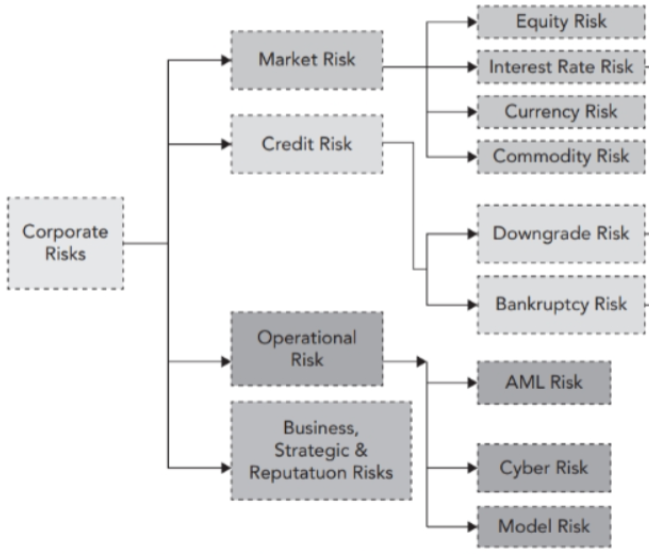 Corporate
Risks
Market Risk
Credit Risk
Operational
Risk
Business,
Strategic &
Reputatuon Risks
Equity Risk
Interest Rate Risk
Currency Risk
Commodity Risk
Downgrade Risk
Bankruptcy Risk
AML Risk
Cyber Risk
Model Risk